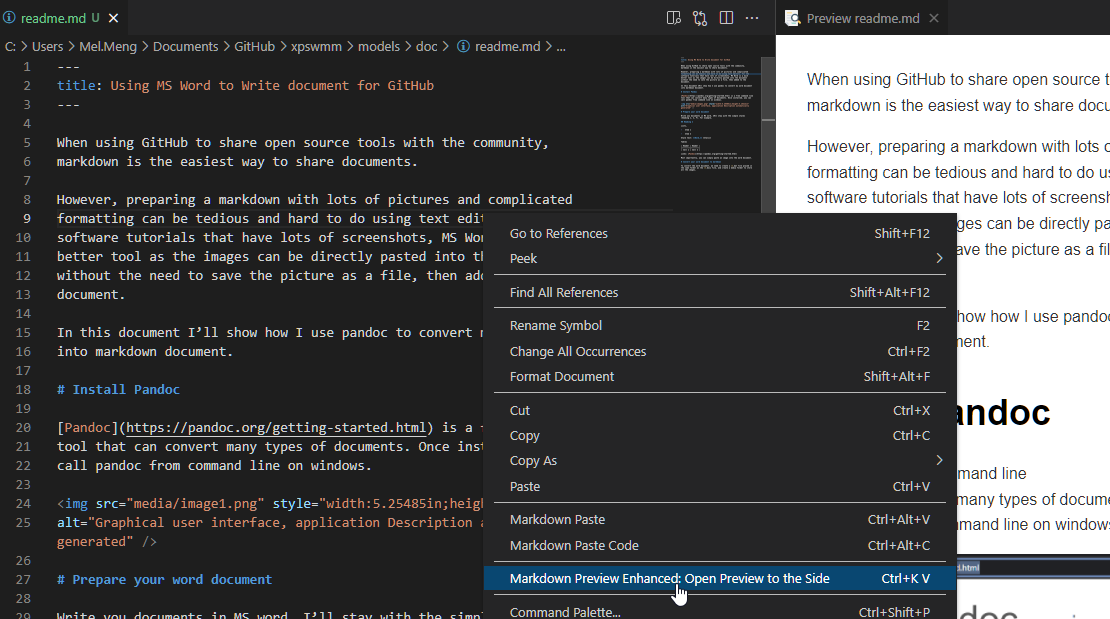 readme.md U
Preview readme.md
C: > Users > Mel.Meng > Documents > GitHub > xpswmm > models > doc > readme.md > ...
1 ---
2 title: Using MS Word to Write document for GitHub
3 ---
4
5 When using GitHub to share open source tools with the community,
6 markdown is the easiest way to share documents.
7
8 However, preparing a markdown with lots of pictures and complicated
9 formatting can be tedious and hard to do using text edit
10 software tutorials that have lots of screenshots, MS Wor
11 better tool as the images can be directly pasted into th
12 without the need to save the picture as a file, then add
13 document.
14
15 In this document I’ll show how I use pandoc to convert
16 into markdown document.
17
18 # Install Pandoc
19
20 [Pandoc](https://pandoc.org/getting-started.html) is a
21 tool that can convert many types of documents. Once inst
22 call pandoc from command line on windows.
23
24 <img src="media/image1.png" style="width:5.25485in;heigh
25 alt="Graphical user interface, application Description a
generated" />
26
27 # Prepare your word document
28
29 Write you documents in MS word. I’ll stay with the simpl
Go to References Shift+F12
Peek
Find All References Shift+Alt+F12
Rename Symbol F2
Change All Occurrences Ctrl+F2
Format Document Shift+Alt+F
Cut Ctrl+X
Copy Ctrl+C
Copy As
Paste Ctrl+V
Markdown Paste Ctrl+Alt+V
Markdown Paste Code Ctrl+Alt+C
Markdown Preview Enhanced: Open Preview to the Side Ctrl+K V
Command Palette... Ctrl+Shift+P
When using GitHub to share open source t
markdown is the easiest way to share docu
However, preparing a markdown with lots o
formatting can be tedious and hard to do us
software tutorials that have lots of screensh
ges can be directly pa
ave the picture as a fil
how how I use pandoc
ment.
andoc
mmand line
many types of docume
mmand line on windows
.html
doc